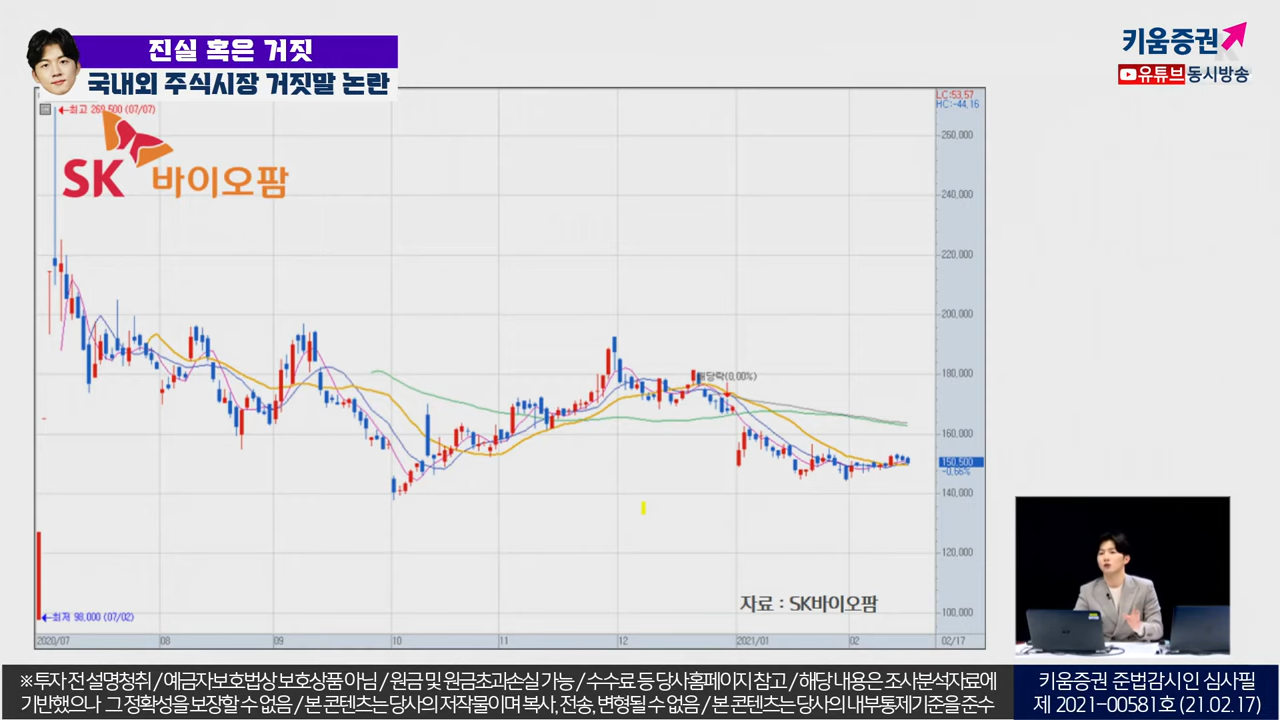 진실 혹은 거짓
국내외 주식시장 거짓말 논란
키움증권
유튜브 동시방송
최고 269,500 (07/07)
SK 바이오팜
LC:53,57
HC:-44,16
260,000
240,000
220,000
200,000
180,000
160,000
150,500
-0,66%
140,000
120,000
100,000
배당락(0,00%)
자료 : SK바이오팜
최저 98,000 (07/02)
2020/07 08 09 10 11 12 2021/01 02 02/17
※ 투자 전 설명청취 / 예금자보호법상 보호상품 아님 / 원금 및 원금초과손실 가능 / 수수료 등 당사홈페이지 참고 / 해당 내용은 조사분석자료에
기반했으나 그 정확성을 보장할 수 없음 / 본 콘텐츠는 당사의 저작물이며 복사, 전송, 변형될 수 없음 / 본 콘텐츠는 당사의 내부통제기준을 준수
키움증권 준법감시인 심사필
제 2021-00581호 (21.02.17)